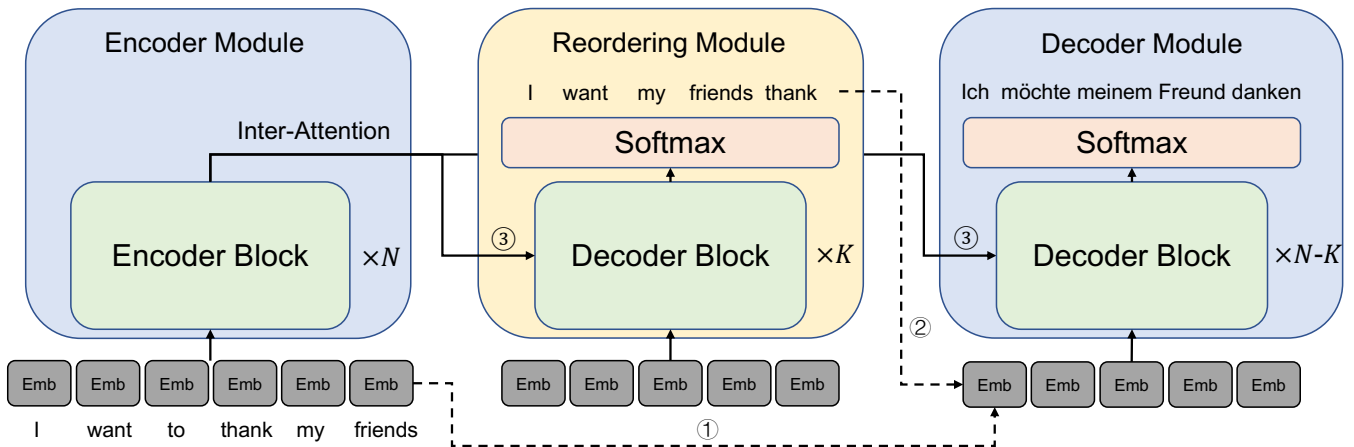 Encoder Module
Reordering Module
Decoder Module
I want my friends thank
Ich möchte meinem Freund danken
Inter-Attention
Softmax
Softmax
Encoder Block
×N
③
Decoder Block
×K
③
Decoder Block
×N-K
②
Emb Emb Emb Emb Emb Emb
Emb Emb Emb Emb Emb
Emb Emb Emb Emb Emb
I want to thank my friends
①